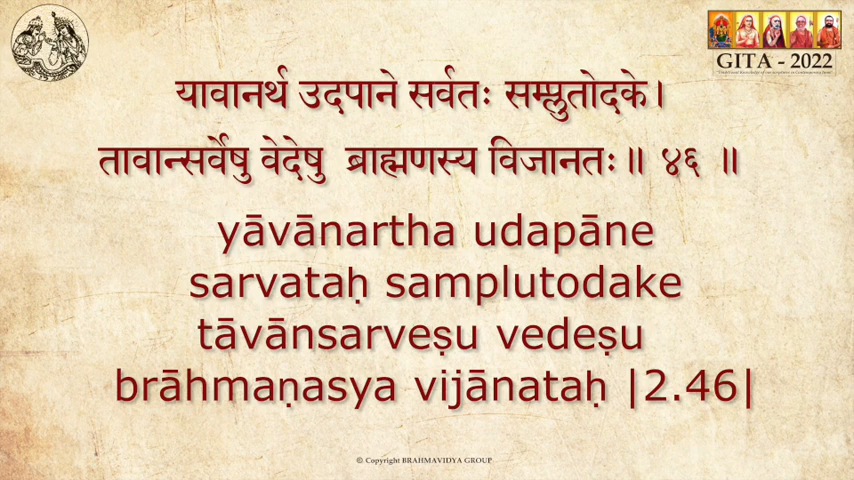 GITA - 2022
यावानर्थ उदपाने सर्वतः सम्प्लुतोदके।
तावान्सर्वेषु वेदेषु ब्राह्मणस्य विजानतः॥ ४६ ॥
yāvānartha udapāne
sarvataḥ samplutodake
tāvānsarveṣu vedeṣu
brāhmaṇasya vijānataḥ |2.46|
© Copyright BRAHMAVIDYA GROUP